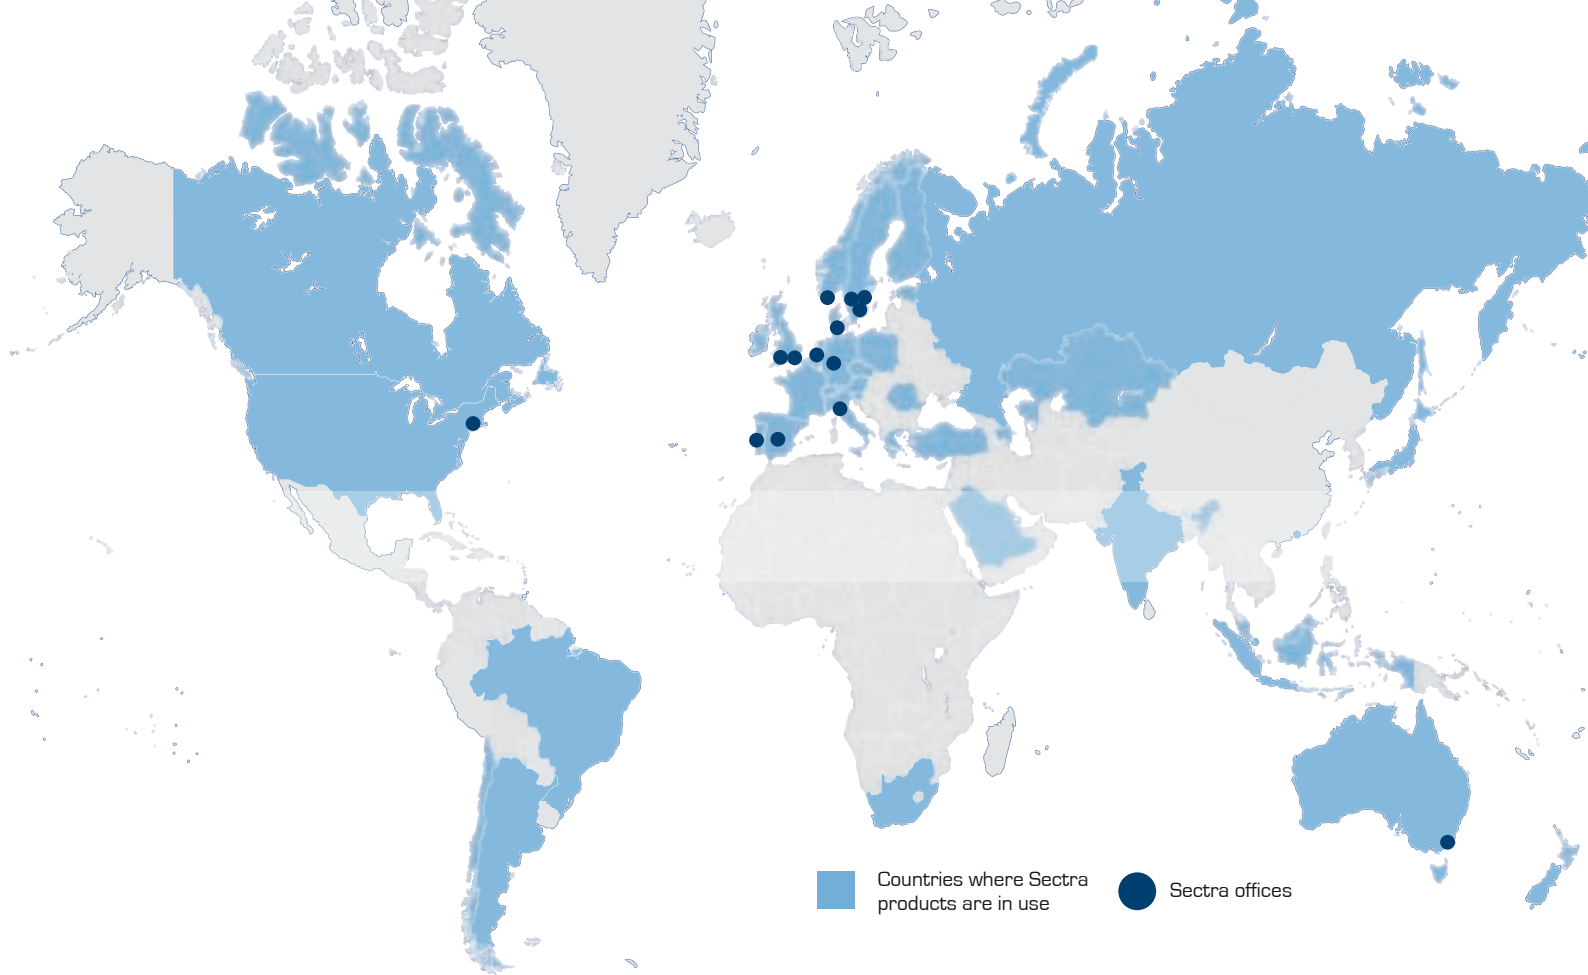 Countries where Sectra
products are in use
Sectra offices